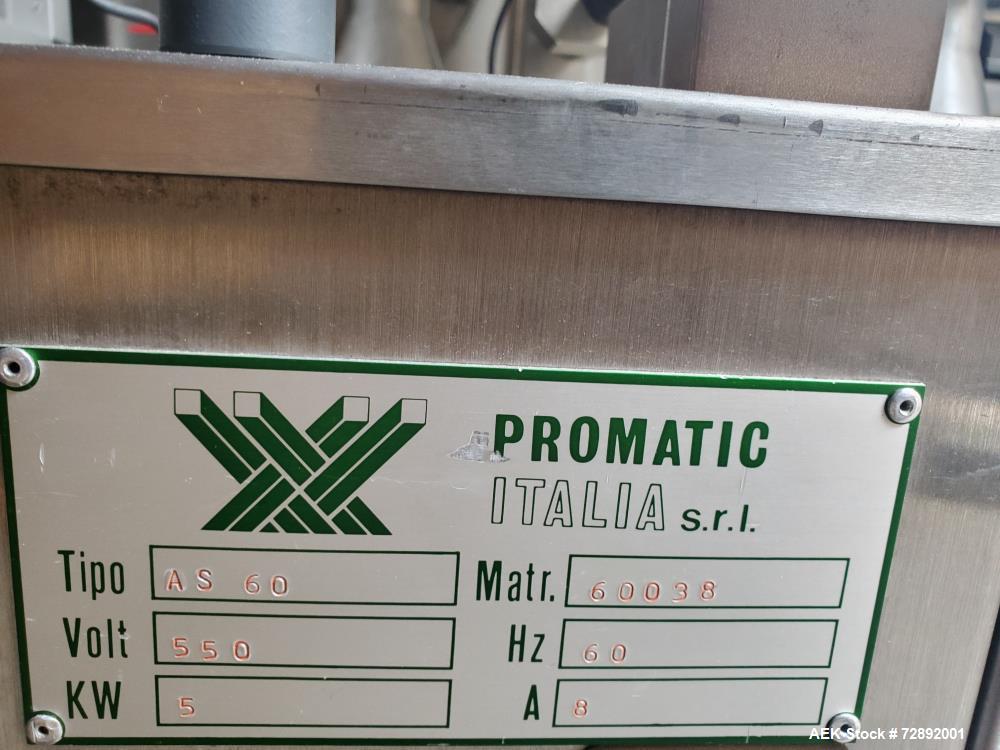 PROMATIC
ITALIA s.r.l.
Tipo AS 60 Matr. 60038
Volt 550 Hz 60
KW 5 A 8
AEK-Stock # 72892001